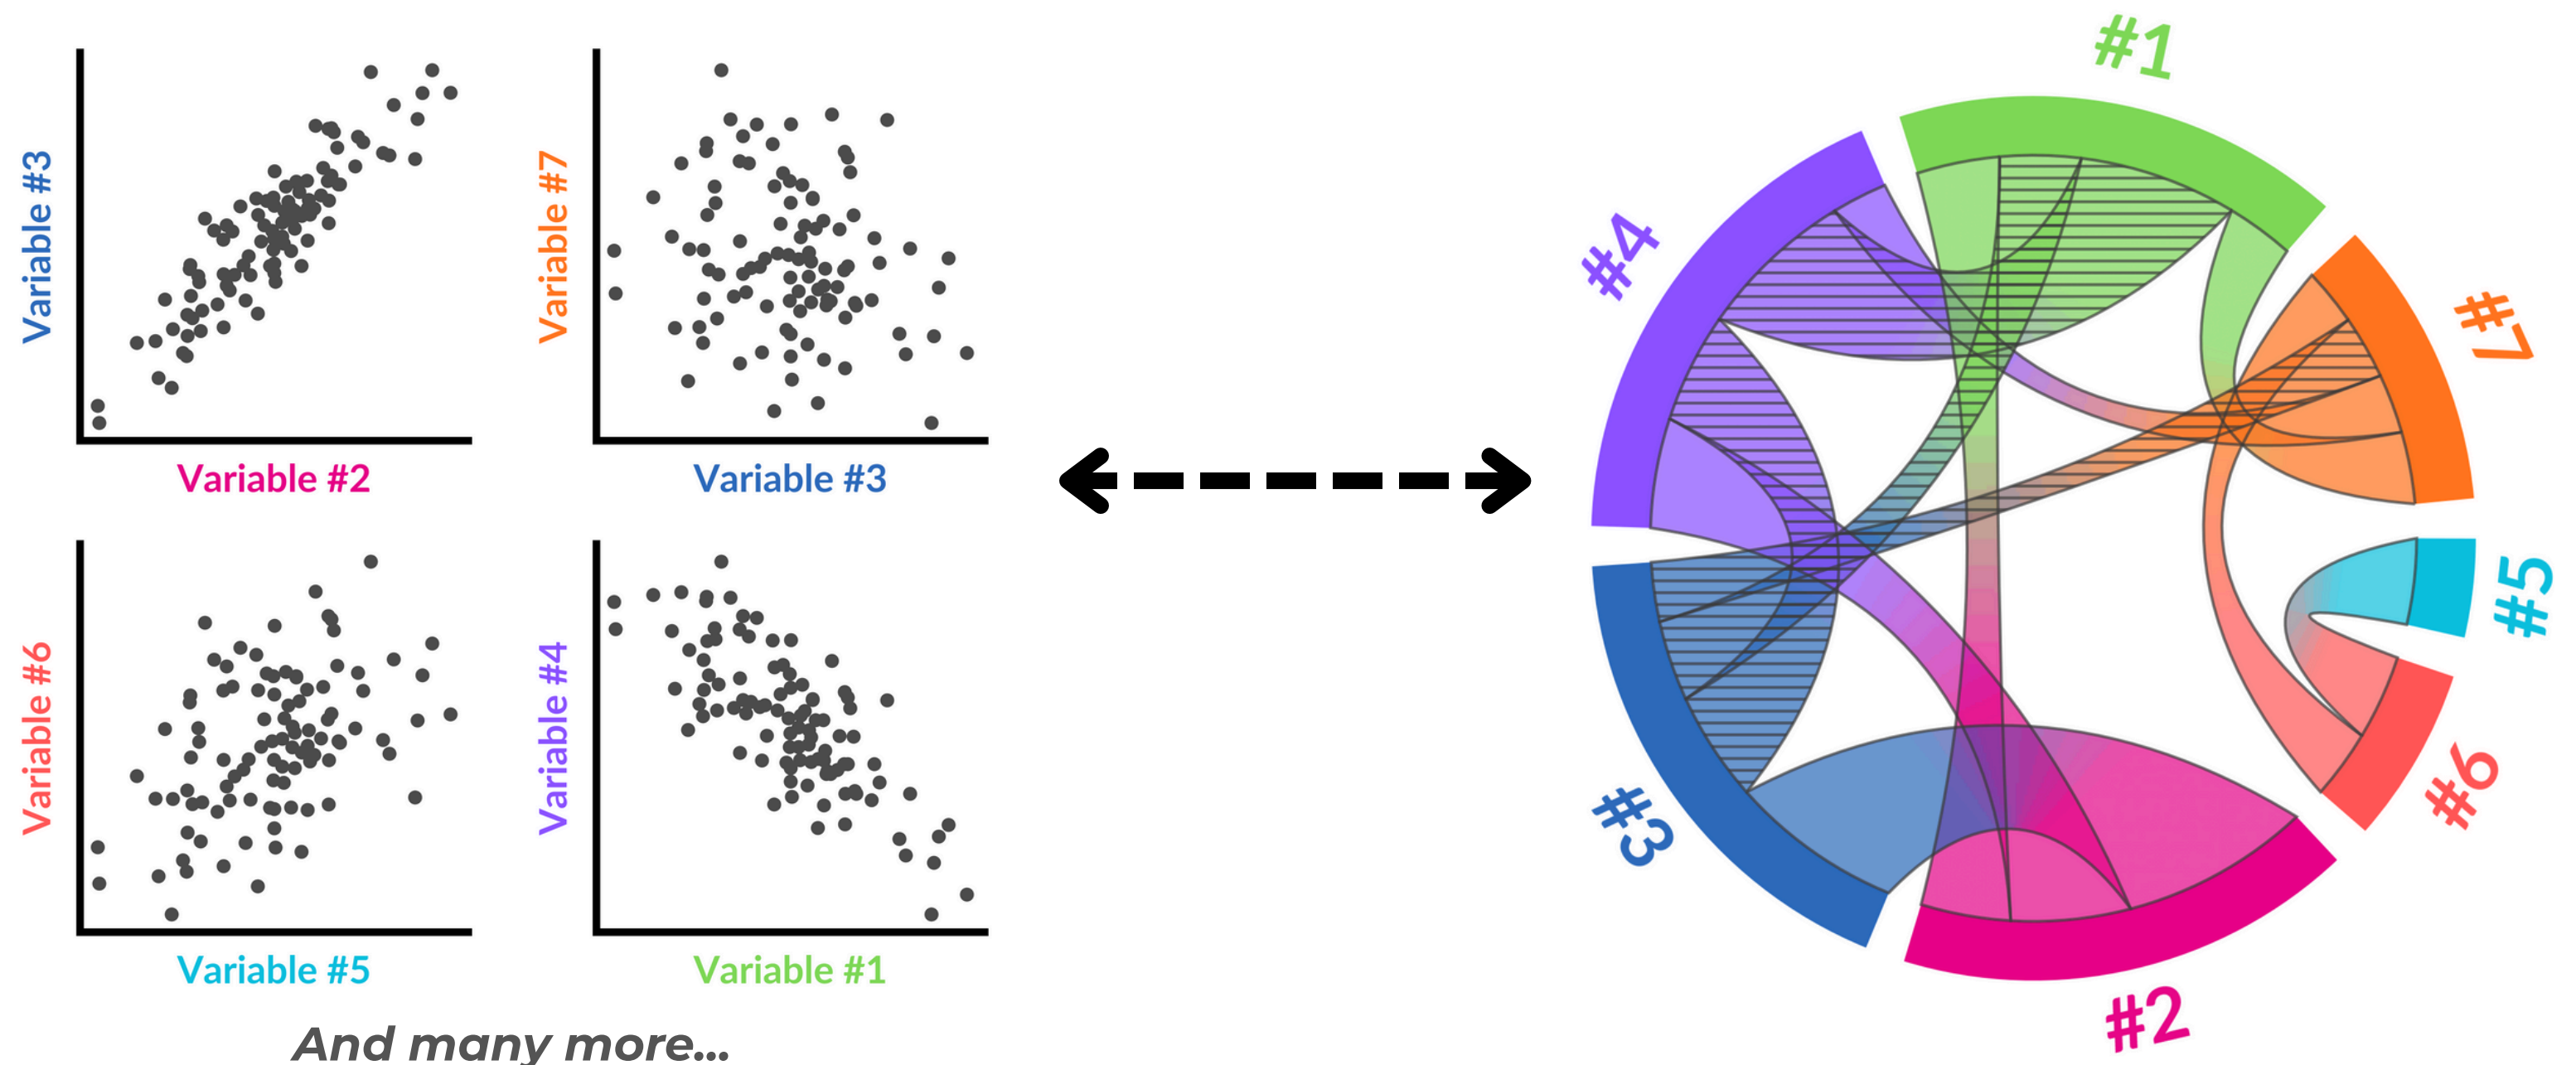 Variable #3
Variable #2
Variable #7
Variable #3
Variable #6
Variable #5
Variable #4
Variable #1
And many more...
#1
#7
#5
#6
#2
#3
#4